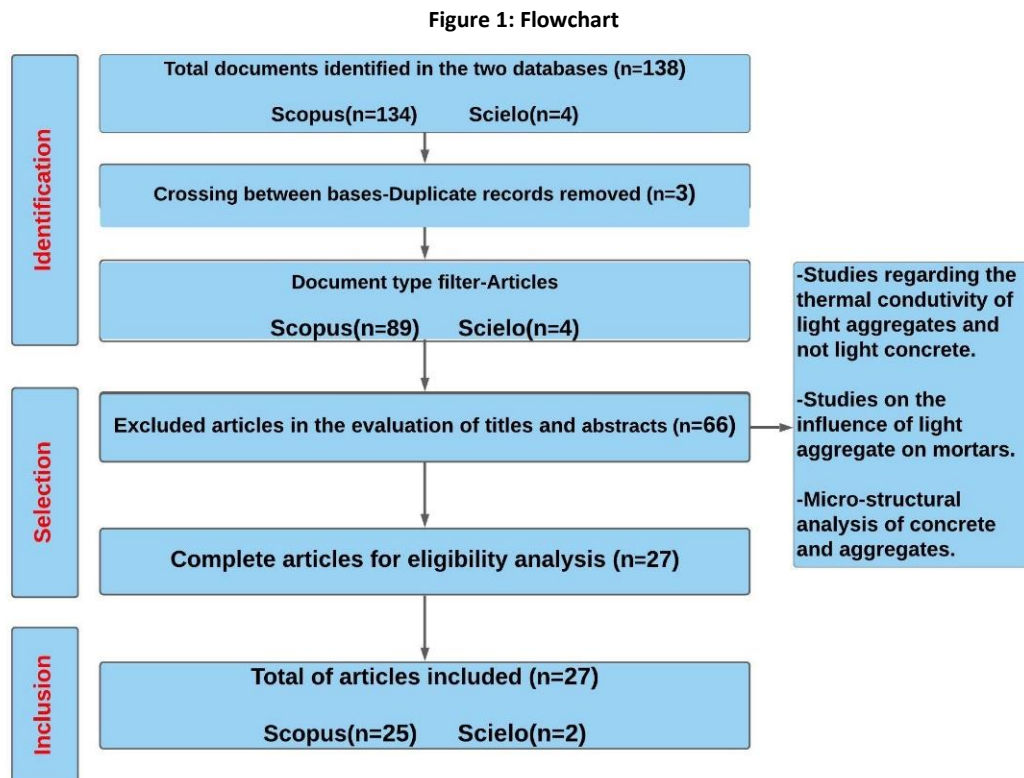 Figure 1: Flowchart
Identification
Total documents identified in the two databases (n=138)
Scopus(n=134) Scielo(n=4)
Crossing between bases-Duplicate records removed (n=3)
Document type filter-Articles
Scopus(n=89) Scielo(n=4)
Selection
Excluded articles in the evaluation of titles and abstracts (n=66)
-Studies regarding the
thermal condutivity of
light aggregates and
not light concrete.
-Studies on the
influence of light
aggregate on mortars.
-Micro-structural
analysis of concrete
and aggregates.
Complete articles for eligibility analysis (n=27)
Inclusion
Total of articles included (n=27)
Scopus(n=25) Scielo(n=2)